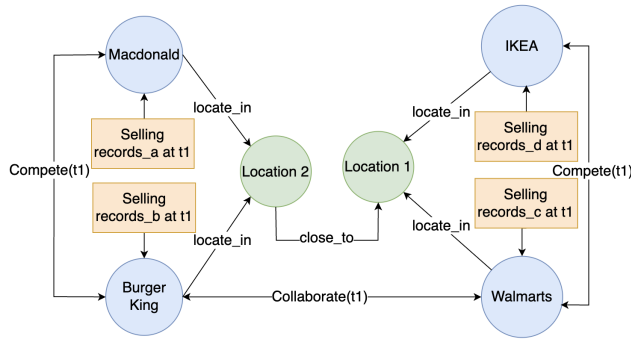 Macdonald
IKEA
locate_in
locate_in
Selling
records_a at t1
Selling
records_d at t1
Compete(t1)
Location 2
Location 1
Compete(t1)
Selling
records_b at t1
Selling
records_c at t1
locate_in
close_to
locate_in
Burger
King
Collaborate(t1)
Walmarts